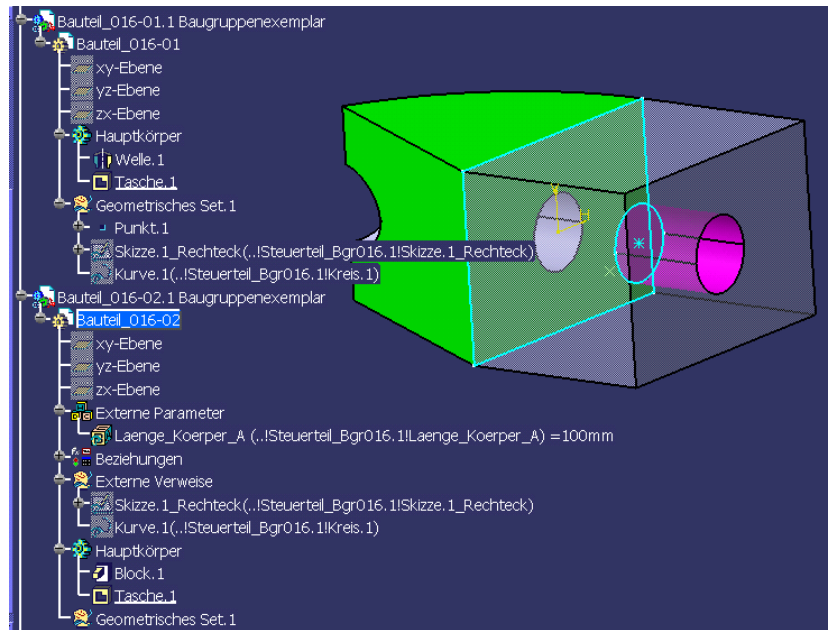 Bauteil_016-01.1 Baugruppenexemplar
Bauteil_016-01
xy-Ebene
yz-Ebene
zx-Ebene
Hauptkörper
Welle.1
Tasche.1
Geometrisches Set.1
Punkt.1
Skizze.1_Rechteck(..!Steuerteil_Bgr016.1!Skizze.1_Rechteck)
Kurve.1(..!Steuerteil_Bgr016.1!Kreis.1)
Bauteil_016-02.1 Baugruppenexemplar
Bauteil_016-02
xy-Ebene
yz-Ebene
zx-Ebene
Externe Parameter
Laenge_Koerper_A (..!Steuerteil_Bgr016.1!Laenge_Koerper_A) =100mm
Beziehungen
Externe Verweise
Skizze.1_Rechteck(..!Steuerteil_Bgr016.1!Skizze.1_Rechteck)
Kurve.1(..!Steuerteil_Bgr016.1!Kreis.1)
Hauptkörper
Block.1
Tasche.1
Geometrisches Set.1
V
H